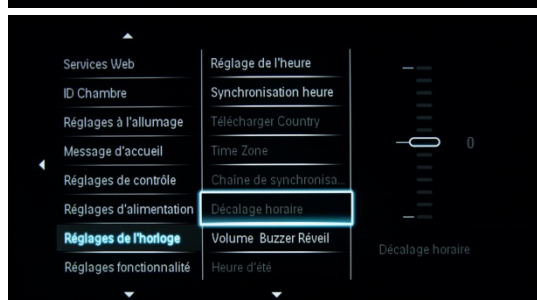 Services Web
ID Chambre
Réglages à l'allumage
Message d'accueil
Réglages de contrôle
Réglages d'alimentation
Réglages de l'horloge
Réglages fonctionnalité
Réglage de l'heure
Synchronisation heure
Télécharger Country
Time Zone
Chaîne de synchronisa...
Décalage horaire
Volume Buzzer Réveil
Heure d'été
0
Décalage horaire